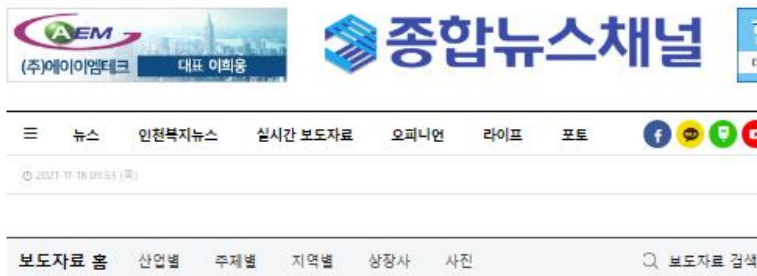 AEM
(주)에이이엠테크 대표 이희웅
종합뉴스채널
뉴스 인천복지뉴스 실시간 보도자료 오피니언 라이프 포토
2021-11-18 09:53 (목)
보도자료 홈 산업별 주제별 지역별 상장사 사진 보도자료 검색